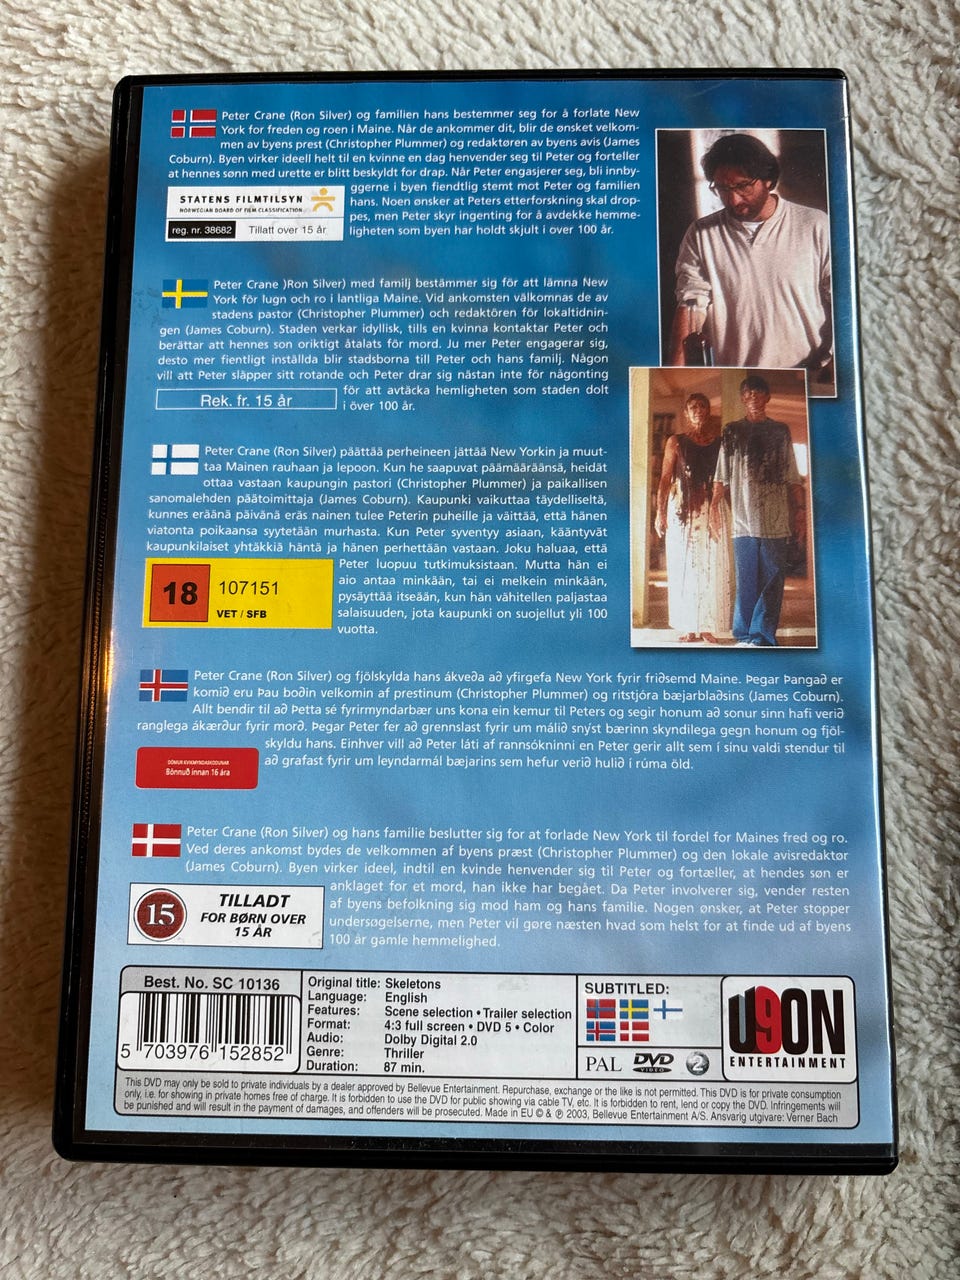 Peter Crane (Ron Silver) og familien hans bestemmer seg for å forlate New
York for freden og roen i Maine. Når de ankommer dit, blir de ønsket velkom-
men av byens prest (Christopher Plummer) og redaktøren av byens avis (James
Coburn). Byen virker ideell helt til en kvinne en dag henvender seg til Peter og forteller
at hennes sønn med urette er blitt beskyldt for drap. Når Peter engasjerer seg, bli innby-
ggerne i byen fiendtlig stemt mot Peter og familien
hans. Noen ønsker at Peters etterforskning skal drop-
pes, men Peter skyr ingenting for å avdekke hemme-
ligheten som byen har holdt skjult i over 100 år.
STATENS FILMTILSYN
NORWEGIAN BOARD OF FILM CLASSIFICATION
reg. nr. 38682 Tillatt over 15 år
Peter Crane )Ron Silver) med familj bestämmer sig för att lämna New
York för lugn och ro i lantliga Maine. Vid ankomsten välkomnas de av
stadens pastor (Christopher Plummer) och redaktören för lokaltidnin-
gen (James Coburn). Staden verkar idyllisk, tills en kvinna kontaktar Peter och
berättar att hennes son oriktigt åtalats för mord. Ju mer Peter engagerar sig,
desto mer fientligt inställda blir stadsborna till Peter och hans familj. Någon
vill att Peter släpper sitt rotande och Peter drar sig nästan inte för någonting
för att avtäcka hemligheten som staden dolt
i över 100 år.
Rek. fr. 15 år
Peter Crane (Ron Silver) päättää perheineen jättää New Yorkin ja muut-
taa Mainen rauhaan ja lepoon. Kun he saapuvat päämääräänsä, heidät
ottaa vastaan kaupungin pastori (Christopher Plummer) ja paikallisen
sanomalehden päätoimittaja (James Coburn). Kaupunki vaikuttaa täydelliseltä,
kunnes eräänä päivänä eräs nainen tulee Peterin puheille ja väittää, että hänen
viatonta poikaansa syytetään murhasta. Kun Peter syventyy asiaan, kääntyvät
kaupunkilaiset yhtäkkiä häntä ja hänen perhettään vastaan. Joku haluaa, että
Peter luopuu tutkimuksistaan. Mutta hän ei
aio antaa minkään, tai ei melkein minkään,
pysäyttää itseään, kun hän vähitellen paljastaa
salaisuuden, jota kaupunki on suojellut yli 100
vuotta.
18 107151
VET / SFB
Peter Crane (Ron Silver) og fjölskylda hans ákveða að yfirgefa New York fyrir friðsemd Maine. Þegar Þangað er
komið eru Þau boðin velkomin af prestinum (Christopher Plummer) og ritstjóra bæjarblaðsins (James Coburn).
Allt bendir til að Þetta sé fyrirmyndarbær uns kona ein kemur til Peters og segir honum að sonur sinn hafi verið
ranglega ákærður fyrir morð. Þegar Peter fer að grennslast fyrir um málið snýst bærinn skyndilega gegn honum og fjöl-
skyldu hans. Einhver vill að Peter láti af rannsókninni en Peter gerir allt sem í sínu valdi stendur til
að grafast fyrir um leyndarmál bæjarins sem hefur verið hulið í rúma öld.
DÓMUR KVIKMYNDASKOÐUNAR
Bönnuð innan 16 ára
Peter Crane (Ron Silver) og hans familie beslutter sig for at forlade New York til fordel for Maines fred og ro.
Ved deres ankomst bydes de velkommen af byens præst (Christopher Plummer) og den lokale avisredaktør
(James Coburn). Byen virker ideel, indtil en kvinde henvender sig til Peter og fortæller, at hendes søn er
anklaget for et mord, han ikke har begået. Da Peter involverer sig, vender resten
af byens befolkning sig mod ham og hans familie. Nogen ønsker, at Peter stopper
undersøgelserne, men Peter vil gøre næsten hvad som helst for at finde ud af byens
100 år gamle hemmelighed.
15 TILLADT
FOR BØRN OVER
15 ÅR
Best. No. SC 10136
5 703976 152852
Original title: Skeletons
Language: English
Features: Scene selection • Trailer selection
Format: 4:3 full screen • DVD 5 • Color
Audio: Dolby Digital 2.0
Genre: Thriller
Duration: 87 min.
SUBTITLED:
PAL DVD VIDEO 2
U9ON
ENTERTAINMENT
This DVD may only be sold to private individuals by a dealer approved by Bellevue Entertainment. Repurchase, exchange or the like is not permitted. This DVD is for private consumption
only, i.e. for showing in private homes free of charge. It is forbidden to use the DVD for public showing via cable TV, etc. It is forbidden to rent, lend or copy the DVD. Infringements will
be punished and will result in the payment of damages, and offenders will be prosecuted. Made in EU © & ℗ 2003, Bellevue Entertainment A/S. Ansvarig utgivare: Verner Bach